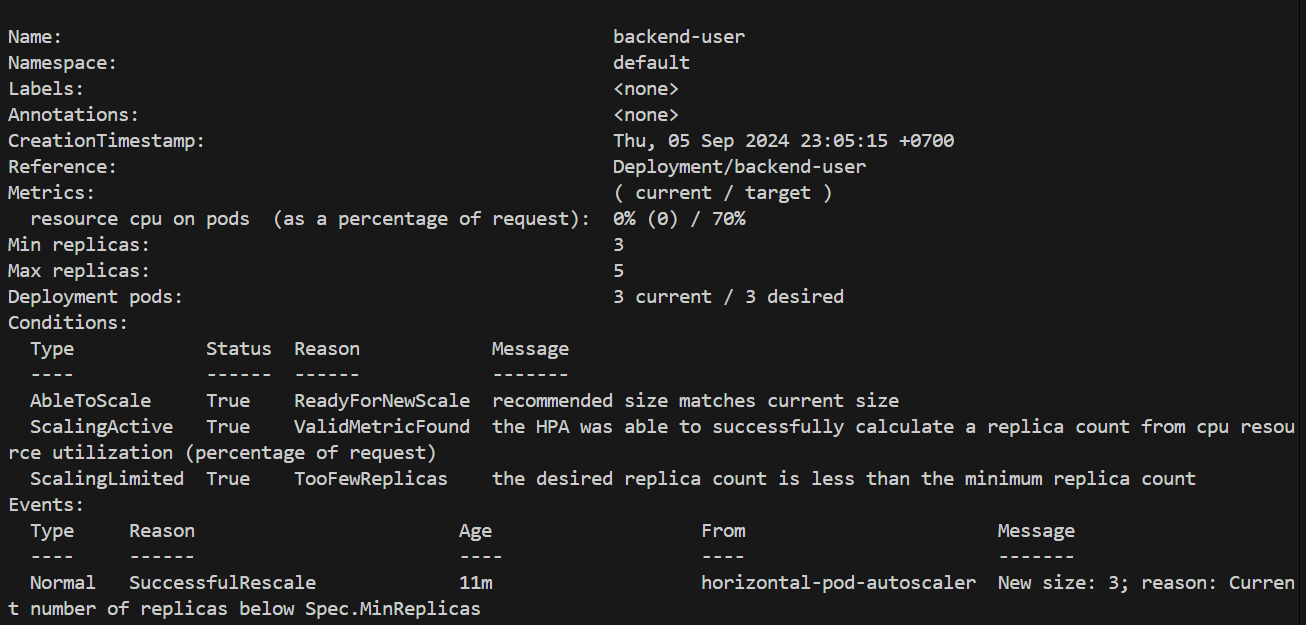 Name: backend-user
Namespace: default
Labels: <none>
Annotations: <none>
CreationTimestamp: Thu, 05 Sep 2024 23:05:15 +0700
Reference: Deployment/backend-user
Metrics: ( current / target )
  resource cpu on pods  (as a percentage of request): 0% (0) / 70%
Min replicas: 3
Max replicas: 5
Deployment pods: 3 current / 3 desired
Conditions:
  Type            Status  Reason            Message
  ----            ------  ------            -------
  AbleToScale     True    ReadyForNewScale  recommended size matches current size
  ScalingActive   True    ValidMetricFound  the HPA was able to successfully calculate a replica count from cpu resou
rce utilization (percentage of request)
  ScalingLimited  True    TooFewReplicas    the desired replica count is less than the minimum replica count
Events:
  Type     Reason                        Age                   From                       Message
  ----     ------                        ----                  ----                       -------
  Normal   SuccessfulRescale             11m                   horizontal-pod-autoscaler  New size: 3; reason: Curren
t number of replicas below Spec.MinReplicas